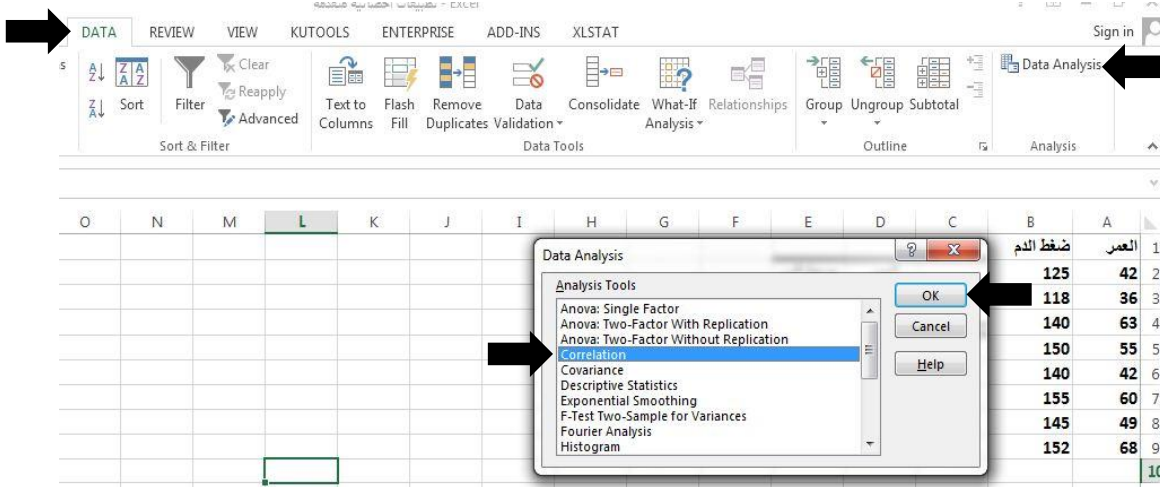 تطبيقات احصائية متقدمة - Excel
DATA REVIEW VIEW KUTOOLS ENTERPRISE ADD-INS XLSTAT Sign in
Sort
Filter
Clear
Reapply
Advanced
Text to Columns
Flash Fill
Remove Duplicates
Data Validation
Consolidate
What-If Analysis
Relationships
Group
Ungroup
Subtotal
Data Analysis
Sort & Filter Data Tools Outline Analysis
O N M L K J I H G F E D C B A
ضغط الدم العمر 1
125 42 2
118 36 3
140 63 4
150 55 5
140 42 6
155 60 7
145 49 8
152 68 9
10
Data Analysis
Analysis Tools
Anova: Single Factor
Anova: Two-Factor With Replication
Anova: Two-Factor Without Replication
Correlation
Covariance
Descriptive Statistics
Exponential Smoothing
F-Test Two-Sample for Variances
Fourier Analysis
Histogram
OK
Cancel
Help